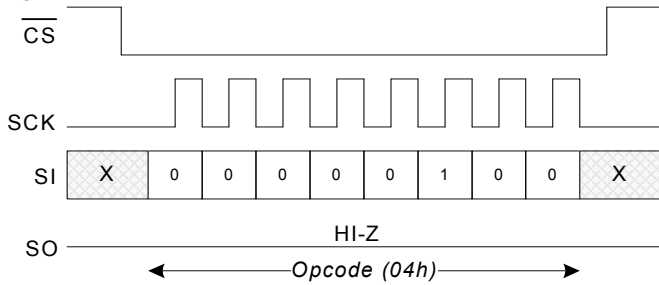 CS
SCK
SI X 0 0 0 0 0 1 0 0 X
SO HI-Z
Opcode (04h)